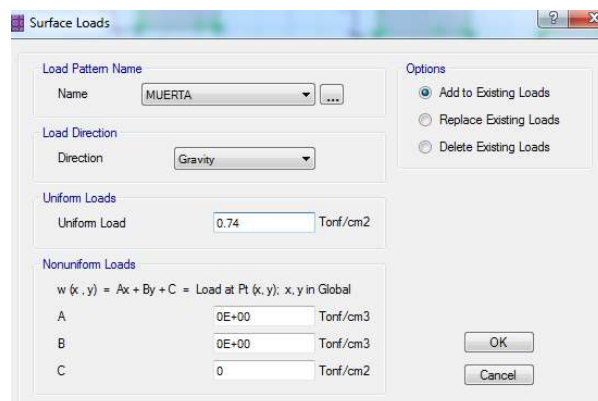 Surface Loads
?
X
Load Pattern Name
Name
MUERTA
...
Load Direction
Direction
Gravity
Uniform Loads
Uniform Load
0.74
Tonf/cm2
Nonuniform Loads
w (x , y) = Ax + By + C = Load at Pt (x, y); x, y in Global
A
0E+00
Tonf/cm3
B
0E+00
Tonf/cm3
C
0
Tonf/cm2
Options
Add to Existing Loads
Replace Existing Loads
Delete Existing Loads
OK
Cancel